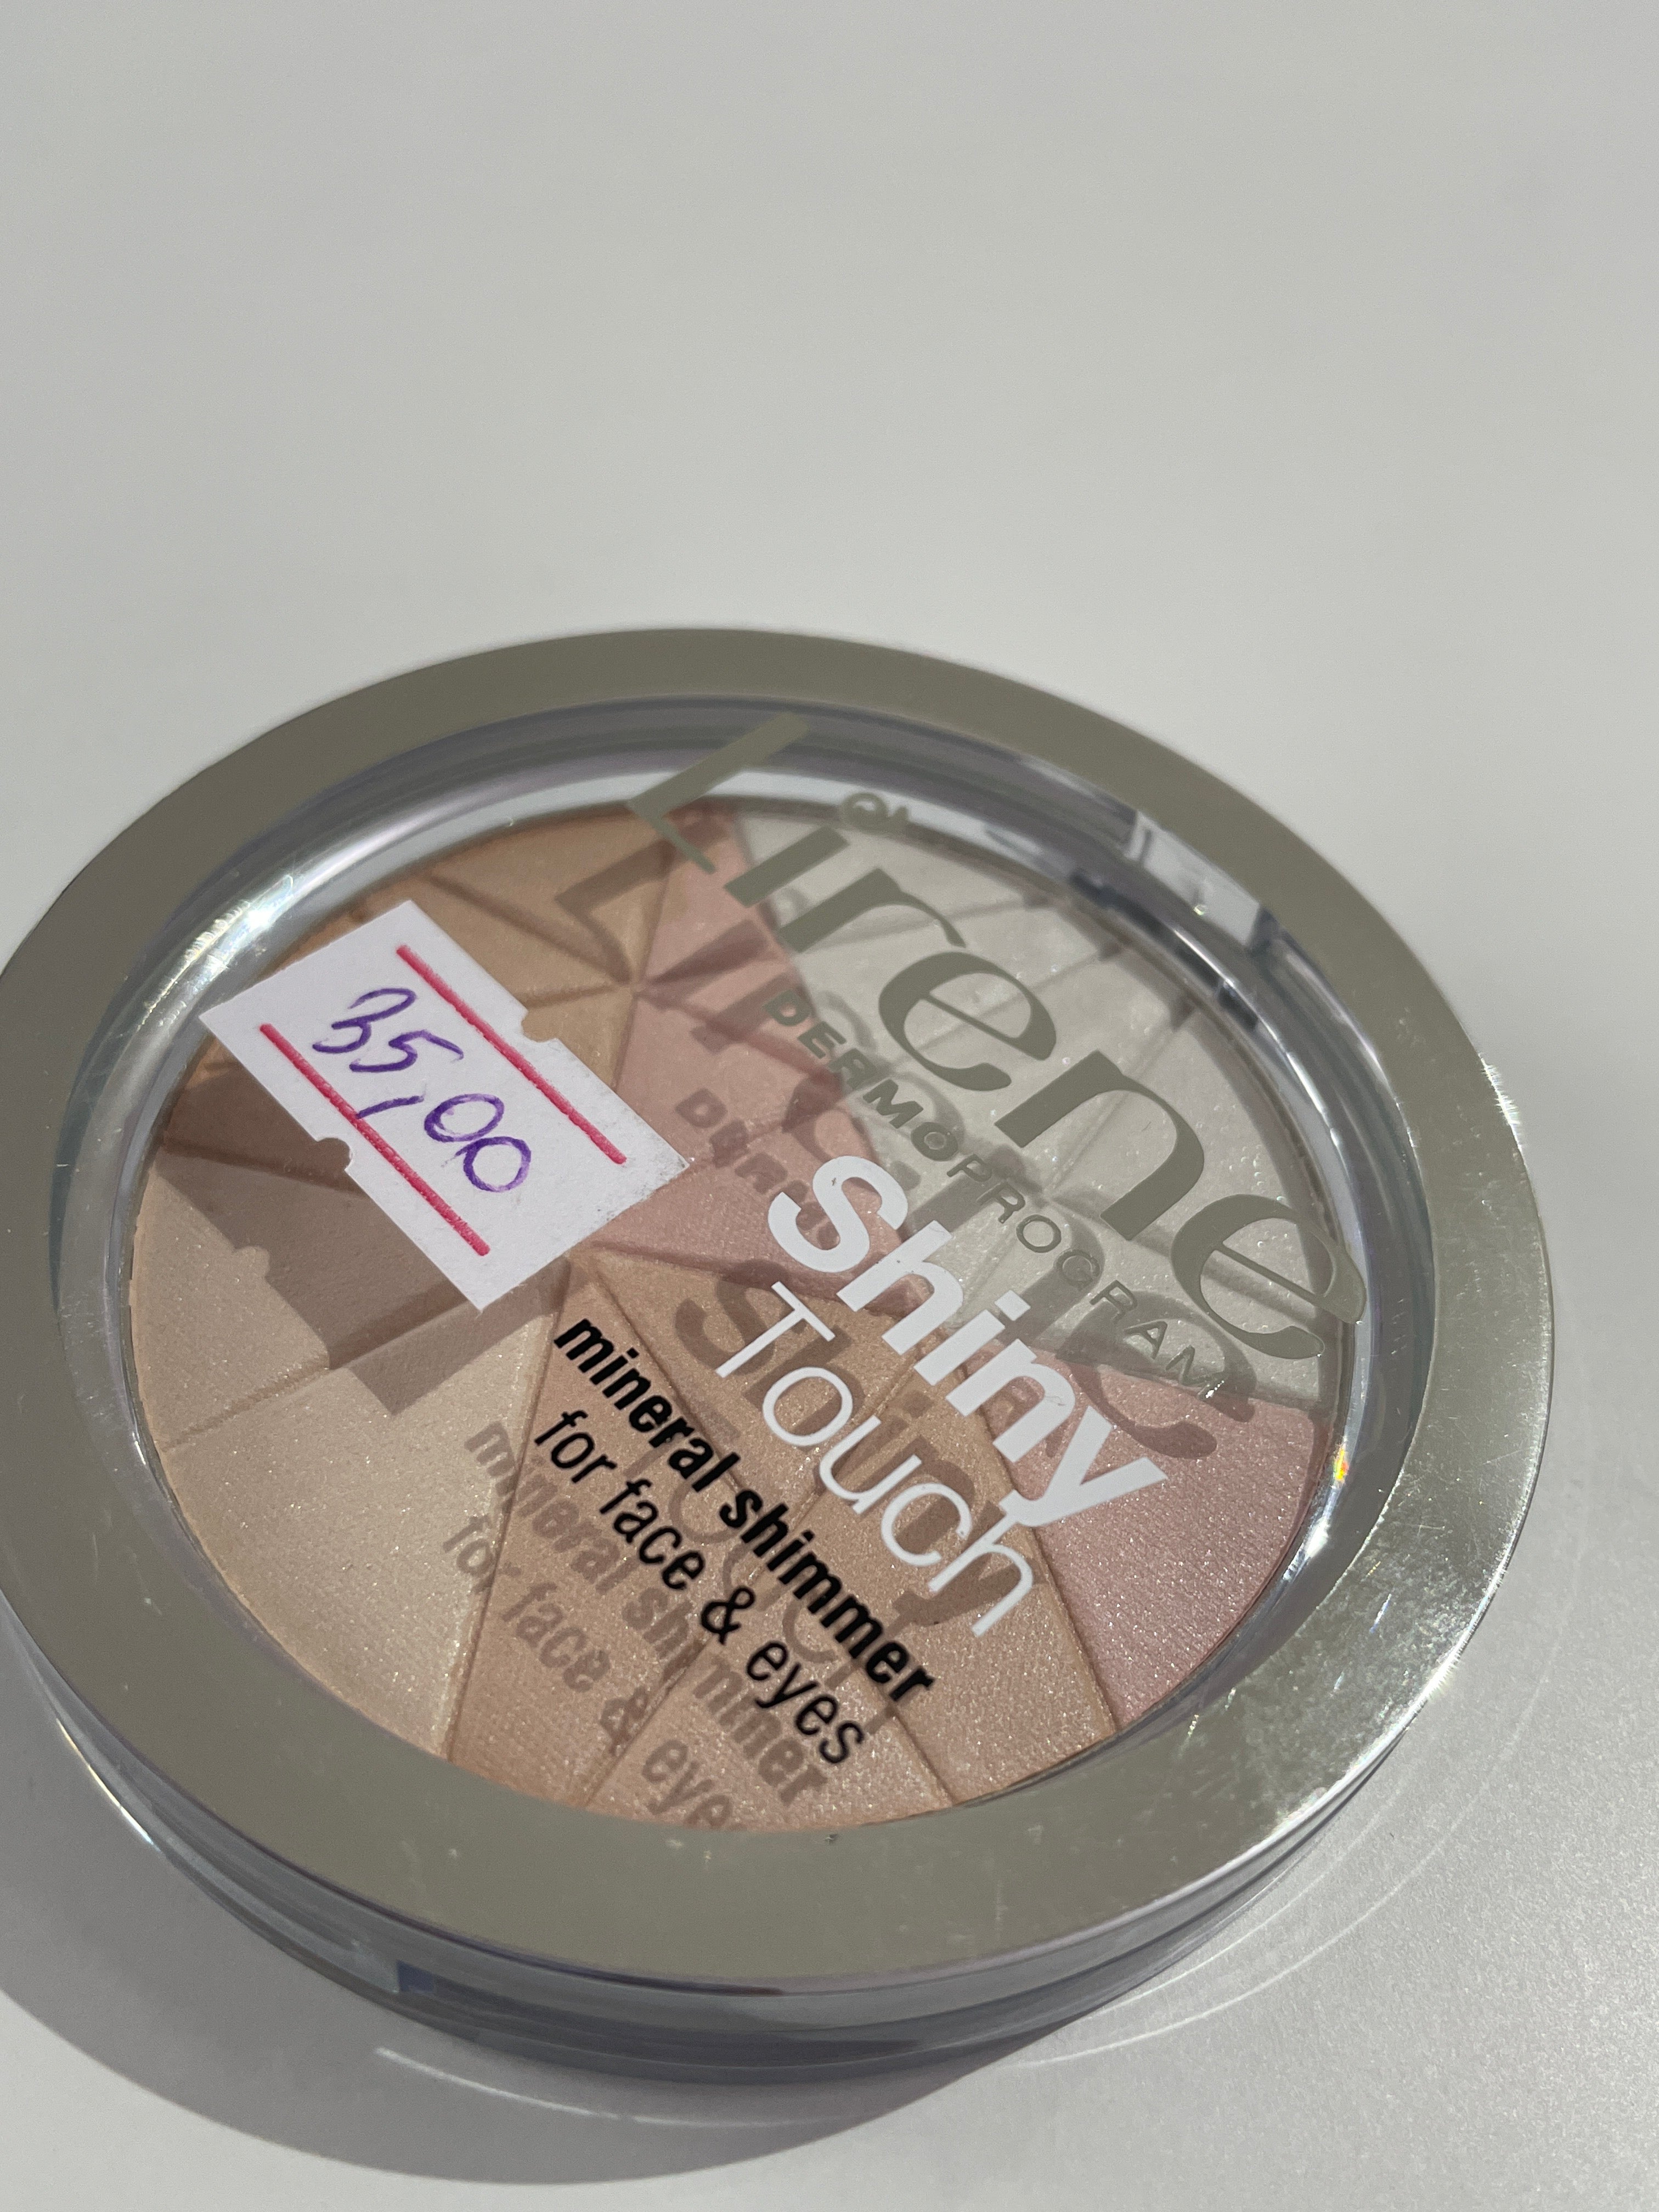 Lirene
DERMOPROGRAM
Shiny
Touch
mineral shimmer
for face & eyes
35,00